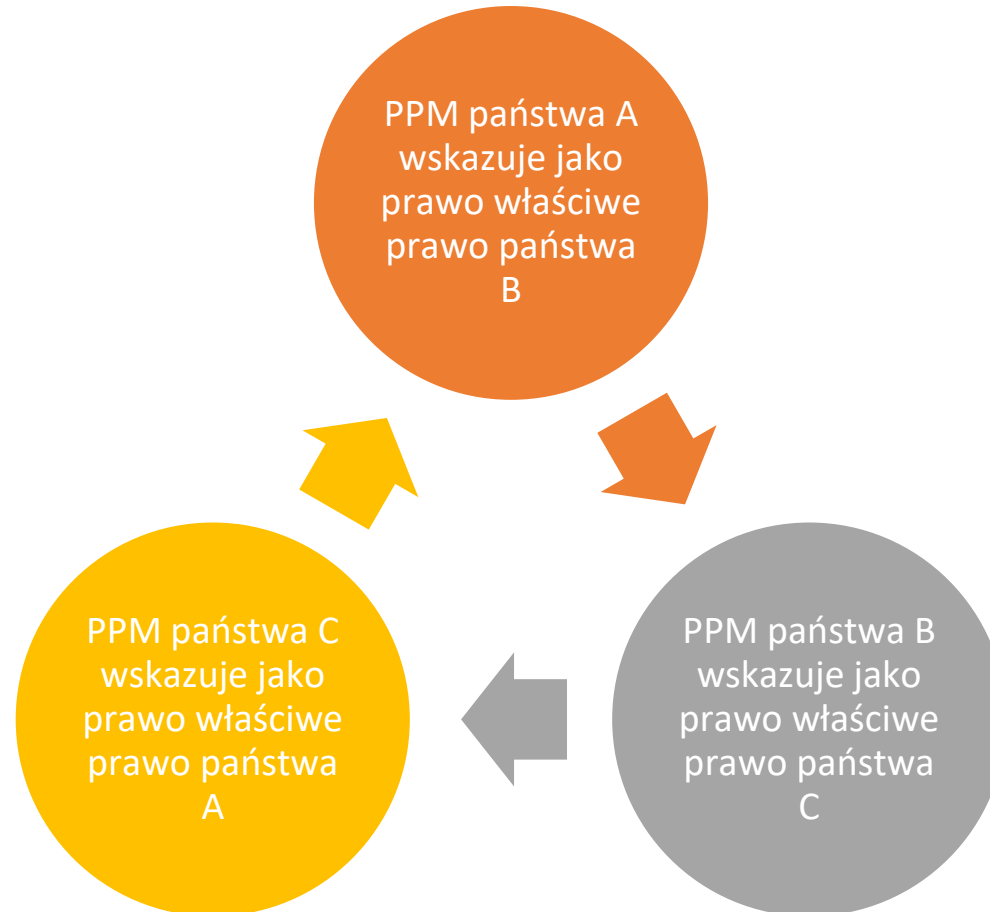 PPM państwa A
wskazuje jako
prawo właściwe
prawo państwa
B
PPM państwa B
wskazuje jako
prawo właściwe
prawo państwa
C
PPM państwa C
wskazuje jako
prawo właściwe
prawo państwa
A